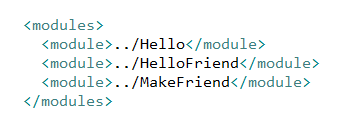 <modules>
<module>../Hello</module>
<module>../HelloFriend</module>
<module>../MakeFriend</module>
</modules>